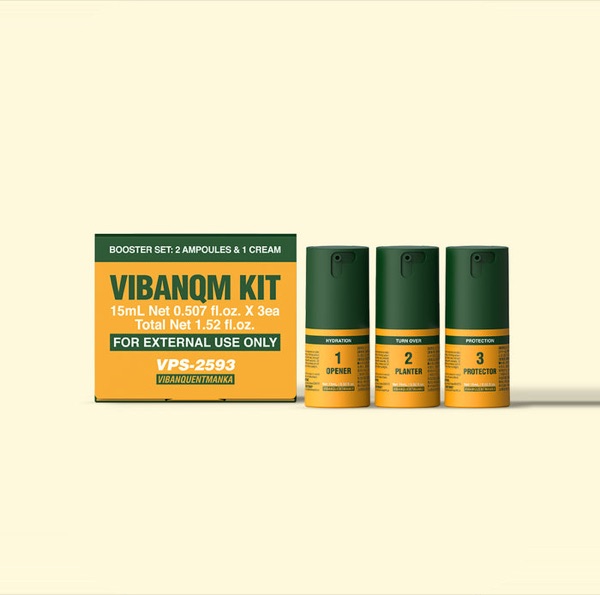 BOOSTER SET: 2 AMPOULES & 1 CREAM
VIBANQM KIT
15mL Net 0.507 fl.oz. X 3ea
Total Net 1.52 fl.oz.
FOR EXTERNAL USE ONLY
VPS-2593
VIBANQUENTMANKA
HYDRATION
1
OPENER
TURN OVER
2
PLANTER
PROTECTION
3
PROTECTOR